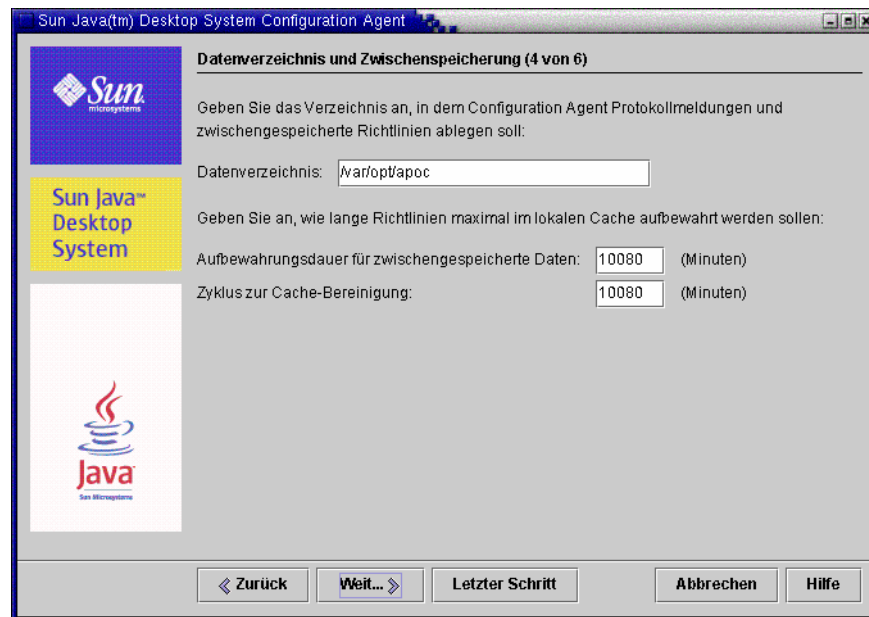 Sun Java(tm) Desktop System Configuration Agent
Sun
microsystems
Sun Java™
Desktop
System
Java
Sun Microsystems
Datenverzeichnis und Zwischenspeicherung (4 von 6)
Geben Sie das Verzeichnis an, in dem Configuration Agent Protokollmeldungen und
zwischengespeicherte Richtlinien ablegen soll:
Datenverzeichnis: /var/opt/apoc
Geben Sie an, wie lange Richtlinien maximal im lokalen Cache aufbewahrt werden sollen:
Aufbewahrungsdauer für zwischengespeicherte Daten: 10080 (Minuten)
Zyklus zur Cache-Bereinigung: 10080 (Minuten)
Zurück Weit... Letzter Schritt Abbrechen Hilfe